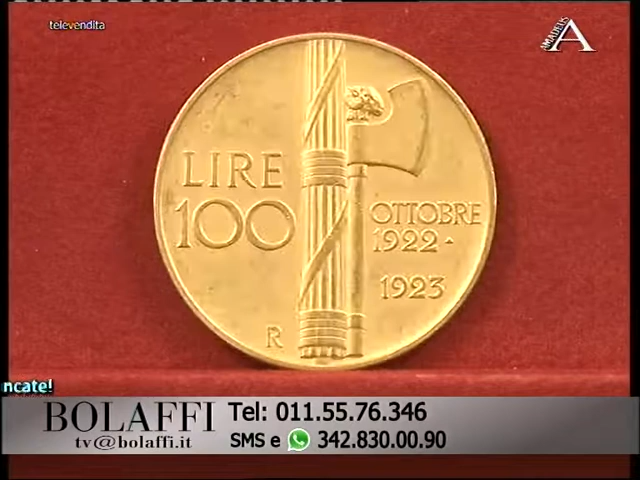 televendita
AMADEUS
A
LIRE
100
OTTOBRE
1922 -
1923
R
ncate!
BOLAFFI
tv@bolaffi.it
Tel: 011.55.76.346
SMS e 342.830.00.90